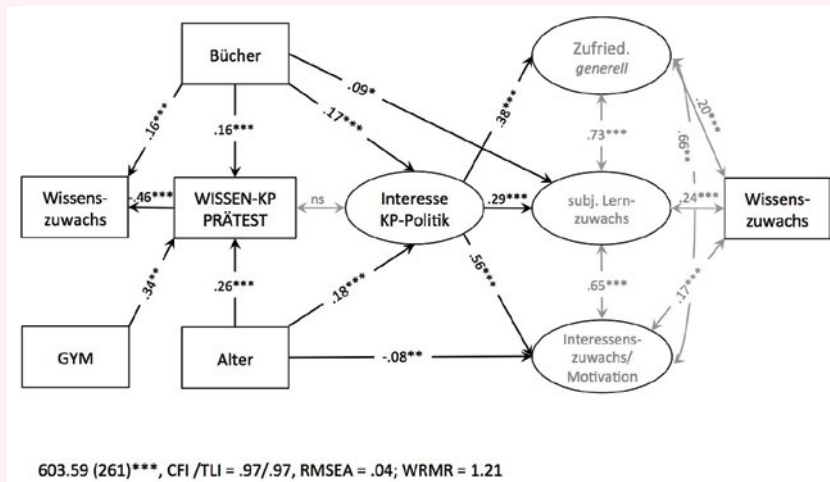 Bücher
Zufried.
generell
.09*
.16***
.16***
.17***
.38***
.73***
.66***
.20***
Wissens-
zuwachs
-.46***
WISSEN-KP
PRÄTEST
ns
Interesse
KP-Politik
.29***
subj. Lern-
zuwachs
.24***
Wissens-
zuwachs
.34**
.26***
.18***
.56***
.65***
.17***
GYM
Alter
-.08**
Interessens-
zuwachs/
Motivation
603.59 (261)***, CFI /TLI = .97/.97, RMSEA = .04; WRMR = 1.21